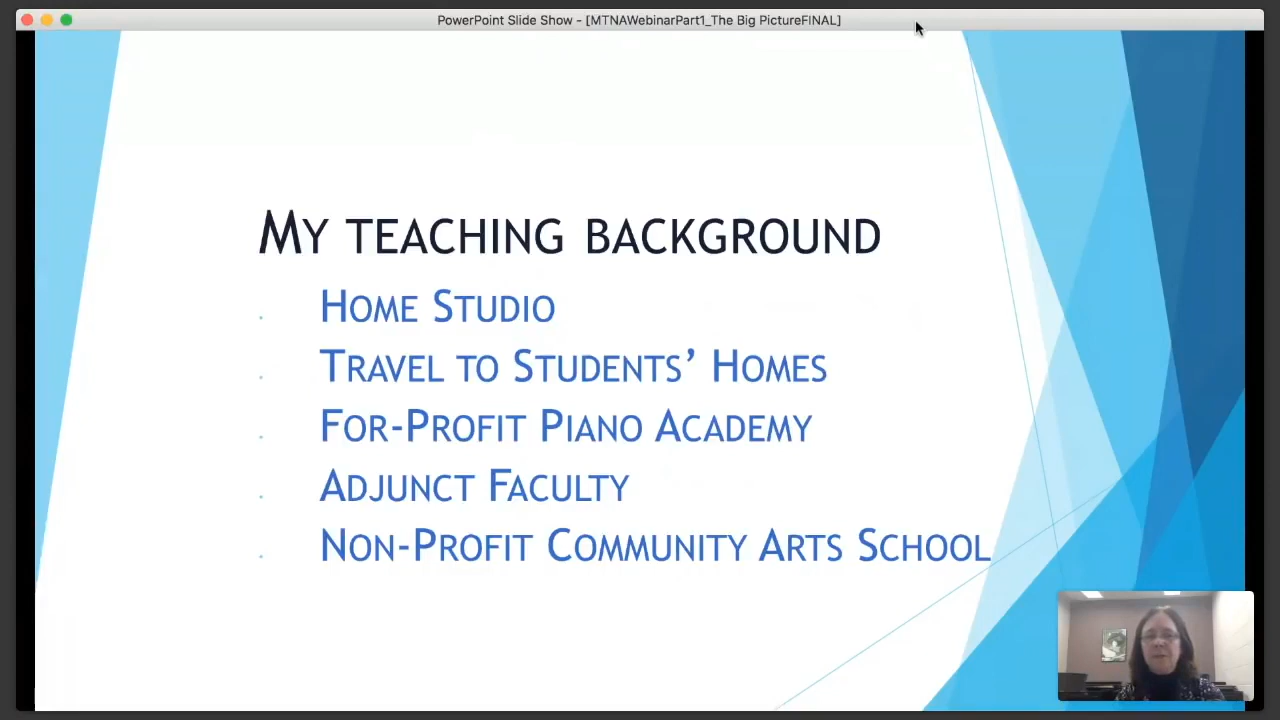 PowerPoint Slide Show - [MTNAWebinarPart1_The Big PictureFINAL]
My teaching background
Home Studio
Travel to Students’ Homes
For-Profit Piano Academy
Adjunct Faculty
Non-Profit Community Arts School